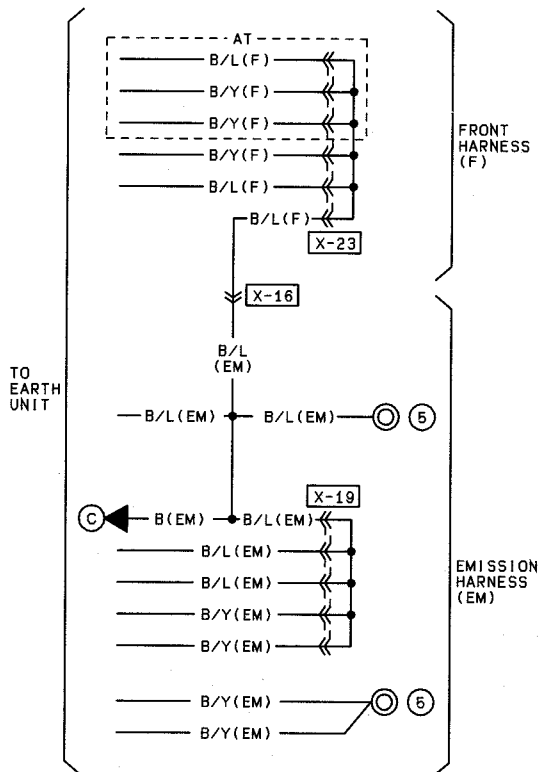 AT
B/L(F)
B/Y(F)
B/Y(F)
B/Y(F)
B/L(F)
B/L(F)
X-23
FRONT
HARNESS
(F)
X-16
B/L
(EM)
TO
EARTH
UNIT
B/L(EM) B/L(EM) 5
X-19
C B(EM) B/L(EM)
B/L(EM)
B/L(EM)
B/Y(EM)
B/Y(EM)
EMISSION
HARNESS
(EM)
B/Y(EM) 5
B/Y(EM)